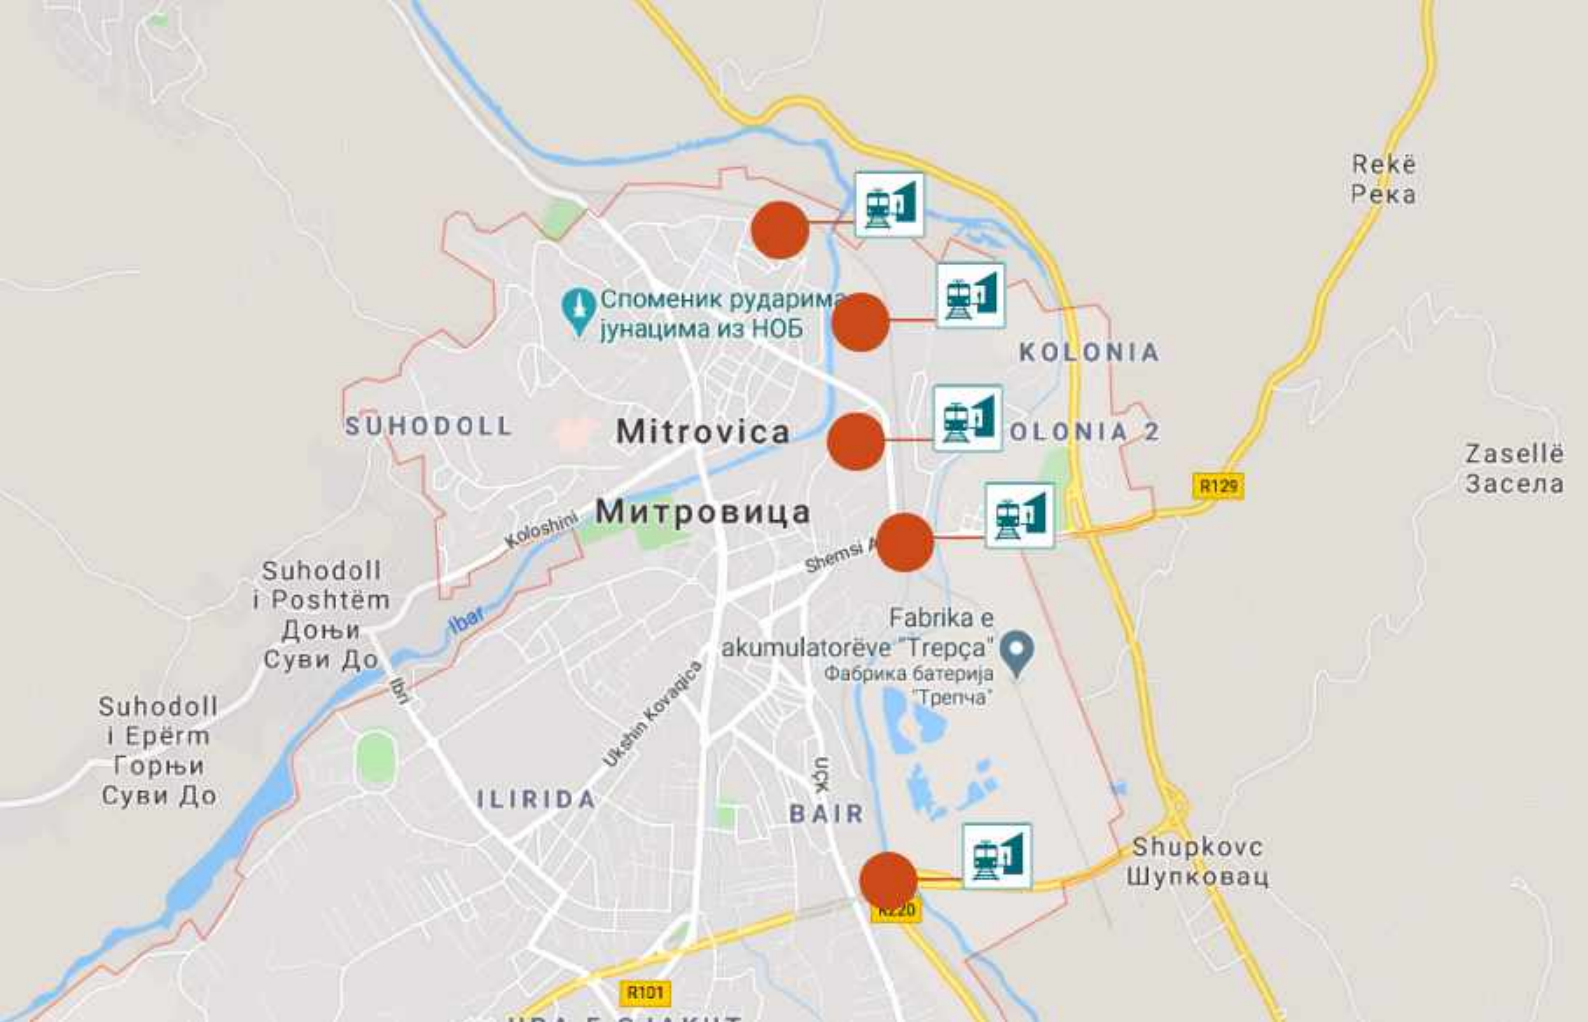 Rekë
Река
Споменик рударима
јунацима из НОБ
KOLONIA
SUHODOLL
Mitrovica
OLONIA 2
Zasellë
Засела
R129
Митровица
Koloshini
Shemsi A
Suhodoll
i Poshtëm
Доњи
Суви До
Ibar
Fabrika e
akumulatorëve "Trepça"
Фабрика батерија
"Трепча"
Ibri
Ukshin Kovaqica
Suhodoll
i Epërm
Горњи
Суви До
UÇK
ILIRIDA
BAIR
Shupkovc
Шупковац
R220
R101